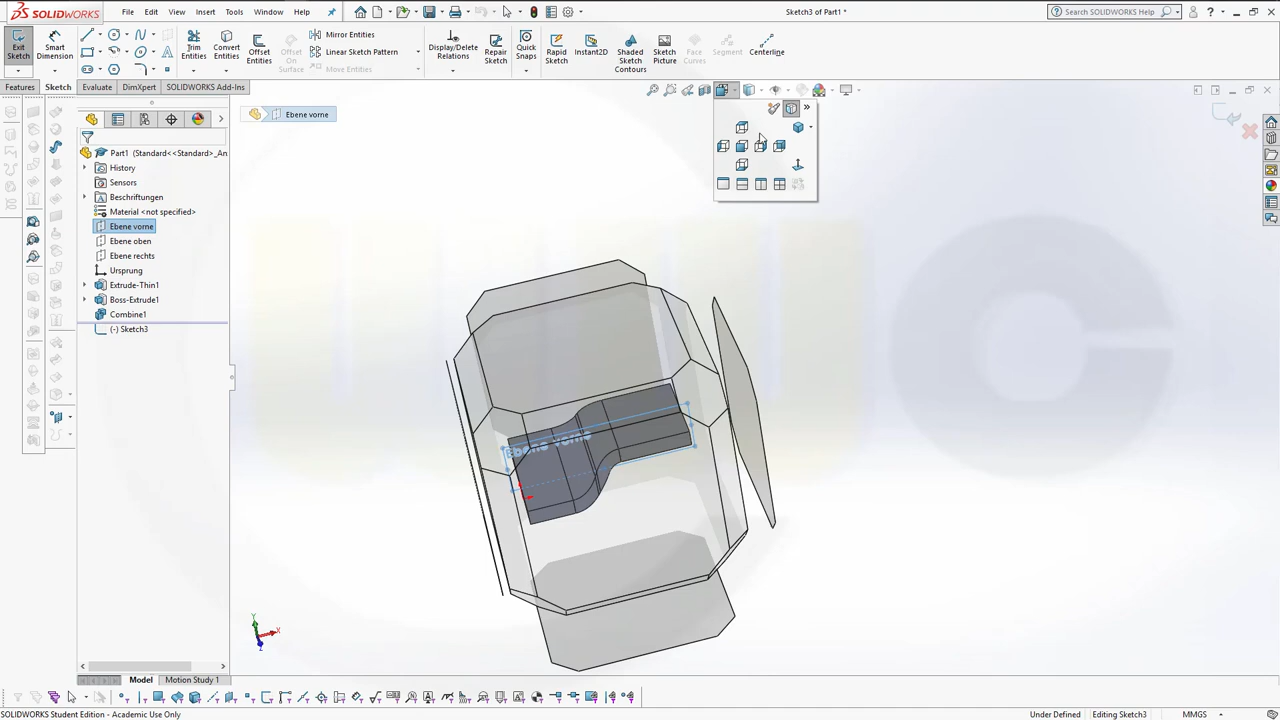 SOLIDWORKS
File
Edit
View
Insert
Tools
Window
Help
Sketch3 of Part1 *
Search SOLIDWORKS Help
Exit Sketch
Smart Dimension
Trim Entities
Convert Entities
Offset Entities
Offset On Surface
Mirror Entities
Linear Sketch Pattern
Move Entities
Display/Delete Relations
Repair Sketch
Quick Snaps
Rapid Sketch
Instant2D
Shaded Sketch Contours
Sketch Picture
Face Curves
Segment
Centerline
Features
Sketch
Evaluate
DimXpert
SOLIDWORKS Add-Ins
Ebene vorne
Part1 (Standard<<Standard>_An
History
Sensors
Beschriftungen
Material <not specified>
Ebene vorne
Ebene oben
Ebene rechts
Ursprung
Extrude-Thin1
Boss-Extrude1
Combine1
(-) Sketch3
Ebene vorne
Y
X
Z
Model
Motion Study 1
SOLIDWORKS Student Edition - Academic Use Only
Under Defined
Editing Sketch3
MMGS